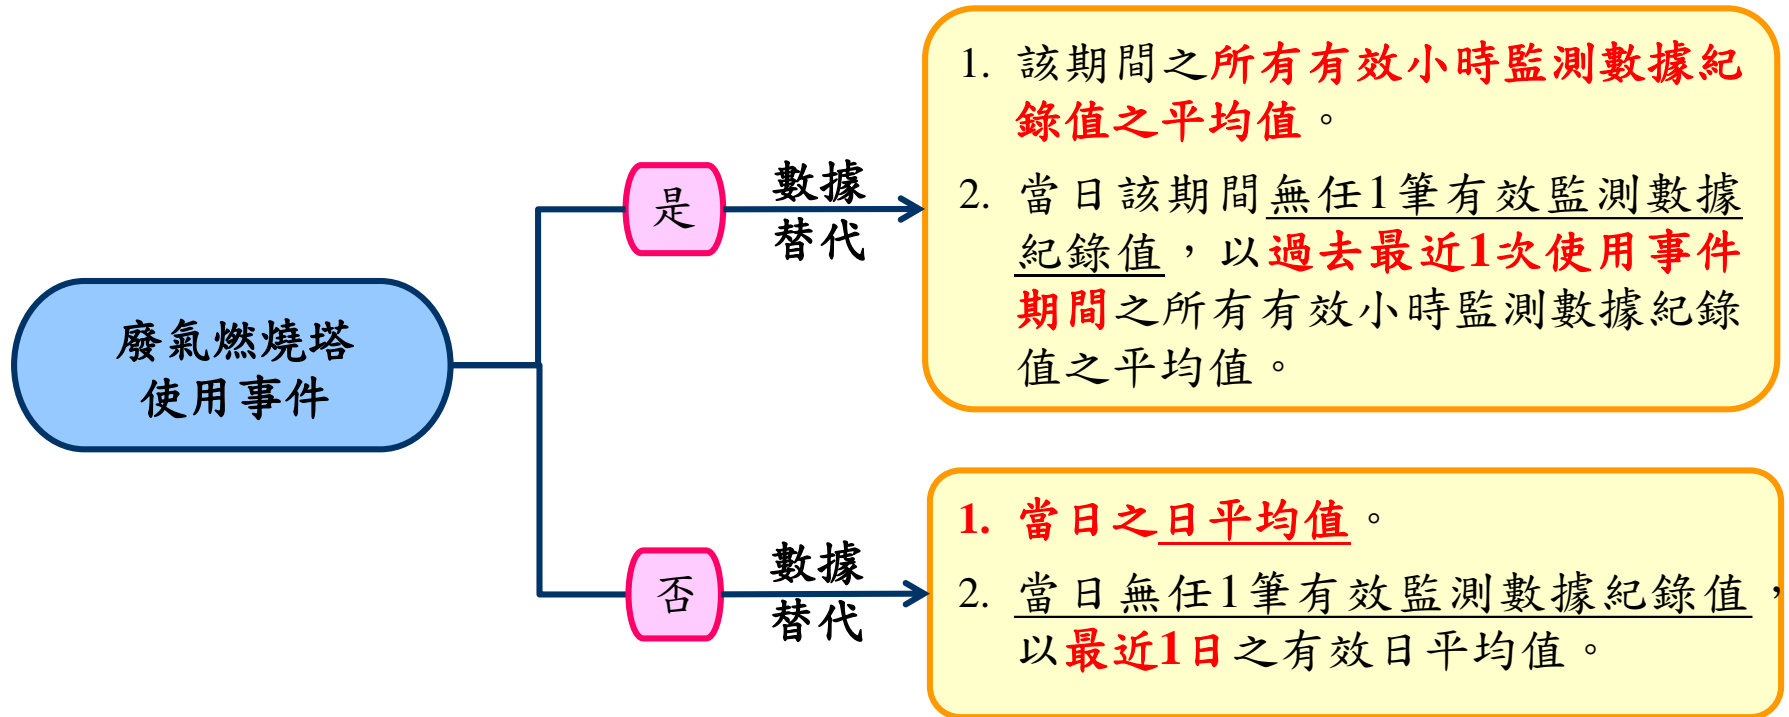 廢氣燃燒塔
使用事件
是
數據
替代
1. 該期間之所有有效小時監測數據紀
錄值之平均值。
2. 當日該期間無任1筆有效監測數據
紀錄值，以過去最近1次使用事件
期間之所有有效小時監測數據紀錄
值之平均值。
否
數據
替代
1. 當日之日平均值。
2. 當日無任1筆有效監測數據紀錄值，
以最近1日之有效日平均值。